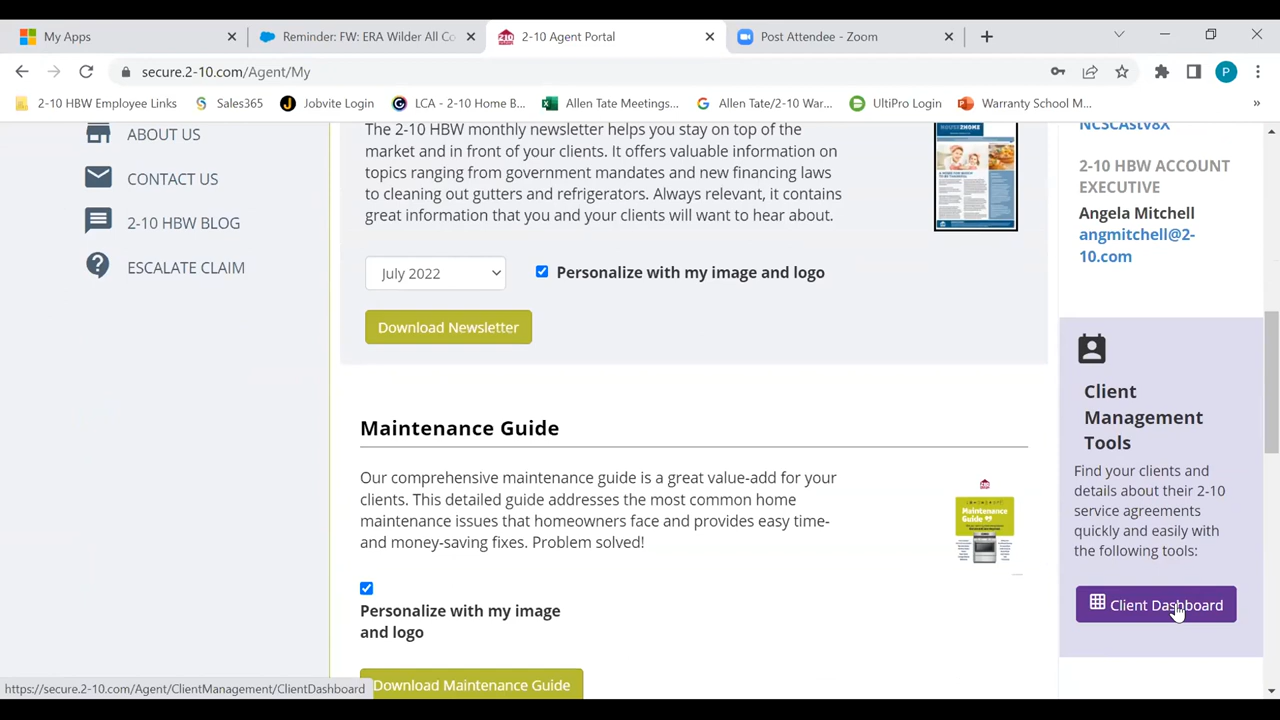 My Apps
Reminder: FW: ERA Wilder All Co
2-10 Agent Portal
Post Attendee – Zoom
secure.2-10.com/Agent/My
P
2-10 HBW Employee Links
Sales365
Jobvite Login
LCA - 2-10 Home B...
Allen Tate Meetings...
Allen Tate/2-10 War...
UltiPro Login
Warranty School M...
»
ABOUT US
CONTACT US
2-10 HBW BLOG
ESCALATE CLAIM
The 2-10 HBW monthly newsletter helps you stay on top of the
market and in front of your clients. It offers valuable information on
topics ranging from government mandates and new financing laws
to cleaning out gutters and refrigerators. Always relevant, it contains
great information that you and your clients will want to hear about.
July 2022
Personalize with my image and logo
Download Newsletter
Maintenance Guide
Our comprehensive maintenance guide is a great value-add for your
clients. This detailed guide addresses the most common home
maintenance issues that homeowners face and provides easy time-
and money-saving fixes. Problem solved!
Maintenance
Guide
Personalize with my image
and logo
Download Maintenance Guide
NCSCAstv8X
2-10 HBW ACCOUNT
EXECUTIVE
Angela Mitchell
angmitchell@2-
10.com
Client
Management
Tools
Find your clients and
details about their 2-10
service agreements
quickly and easily with
the following tools:
Client Dashboard
https://secure.2-10.com/Agent/ClientManagement/ClientDashboard